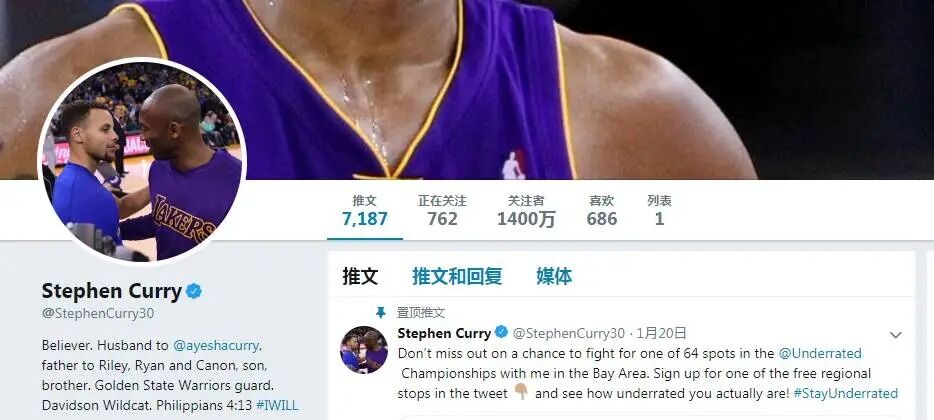 LAKERS
推文 正在关注 关注者 喜欢 列表
7,187 762 1400万 686 1
Stephen Curry
@StephenCurry30
Believer. Husband to @ayeshacurry,
father to Riley, Ryan and Canon, son,
brother. Golden State Warriors guard.
Davidson Wildcat. Philippians 4:13 #IWILL
推文 推文和回复 媒体
置顶推文
Stephen Curry @StephenCurry30 · 1月20日
Don't miss out on a chance to fight for one of 64 spots in the @Underrated
Championships with me in the Bay Area. Sign up for one of the free regional
stops in the tweet 👇🏽 and see how underrated you actually are! #StayUnderrated